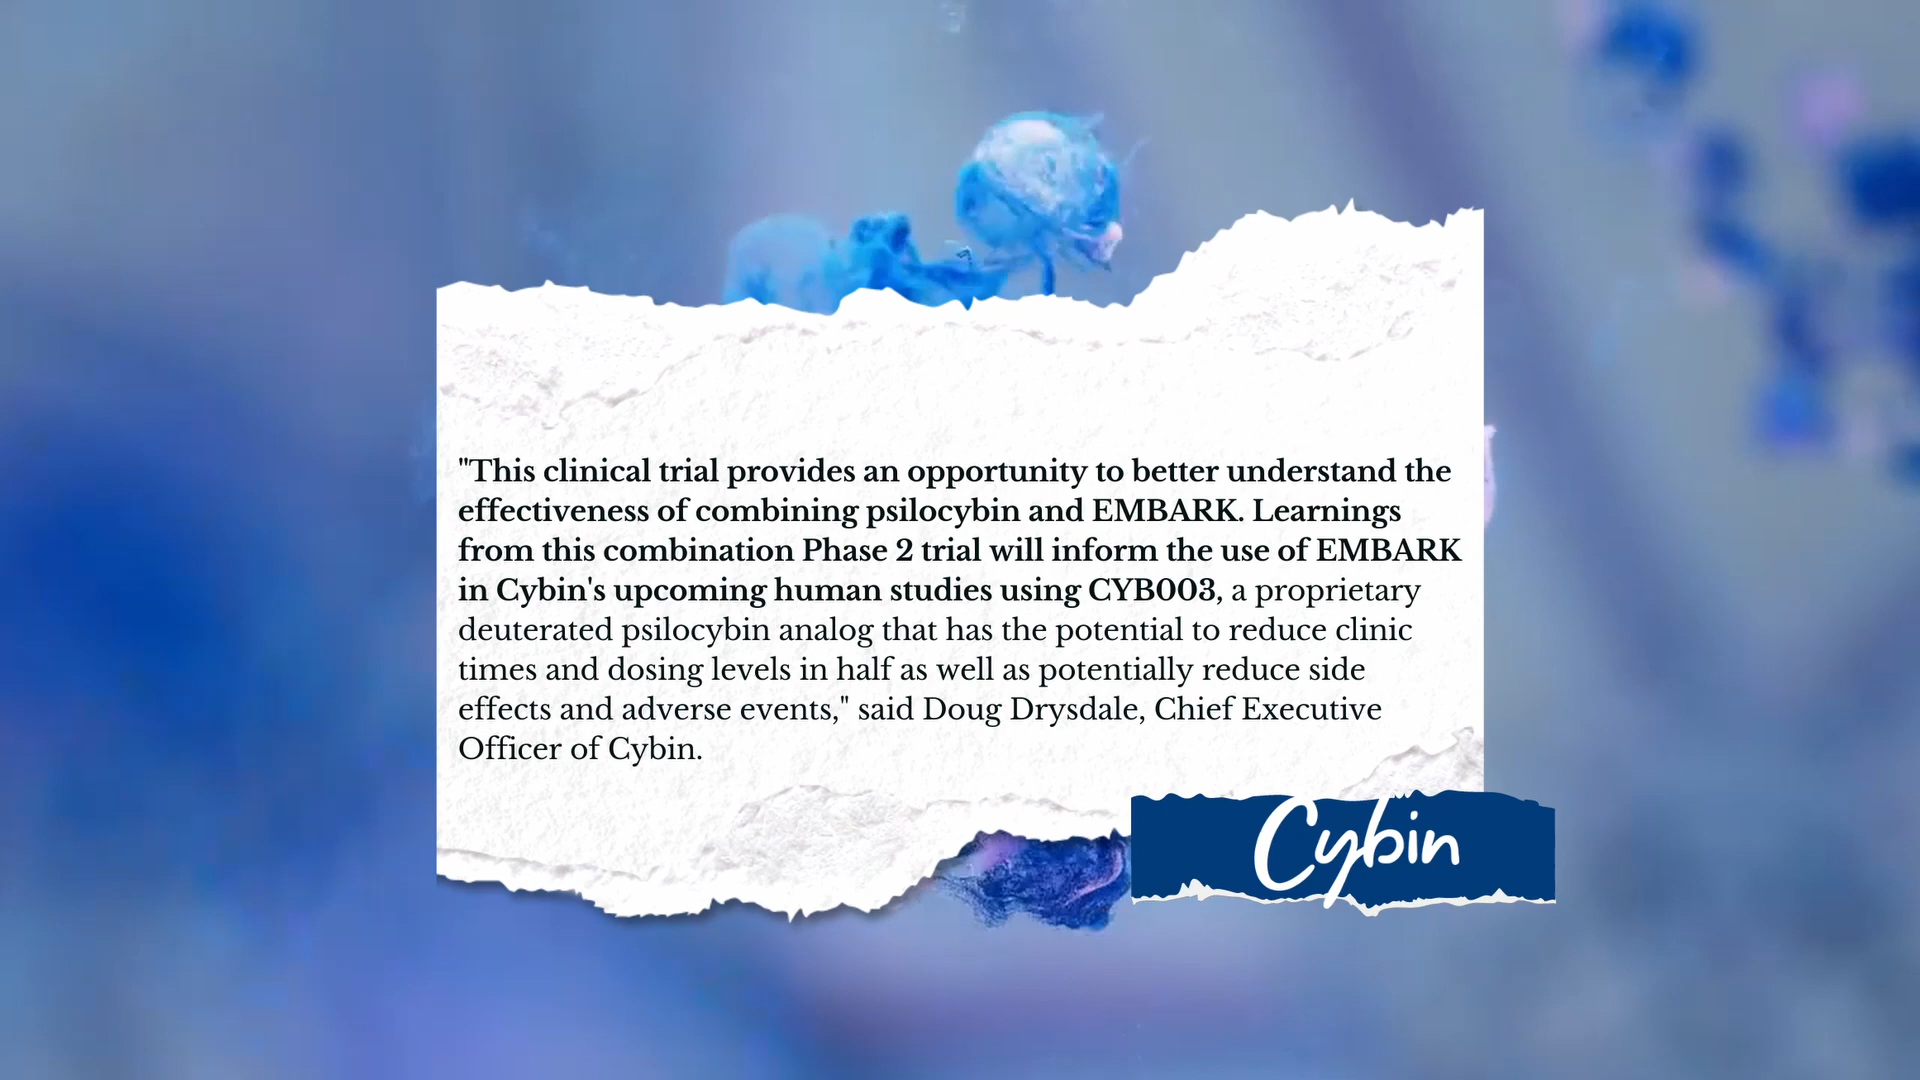 "This clinical trial provides an opportunity to better understand the
effectiveness of combining psilocybin and EMBARK. Learnings
from this combination Phase 2 trial will inform the use of EMBARK
in Cybin's upcoming human studies using CYB003, a proprietary
deuterated psilocybin analog that has the potential to reduce clinic
times and dosing levels in half as well as potentially reduce side
effects and adverse events," said Doug Drysdale, Chief Executive
Officer of Cybin.
Cybin